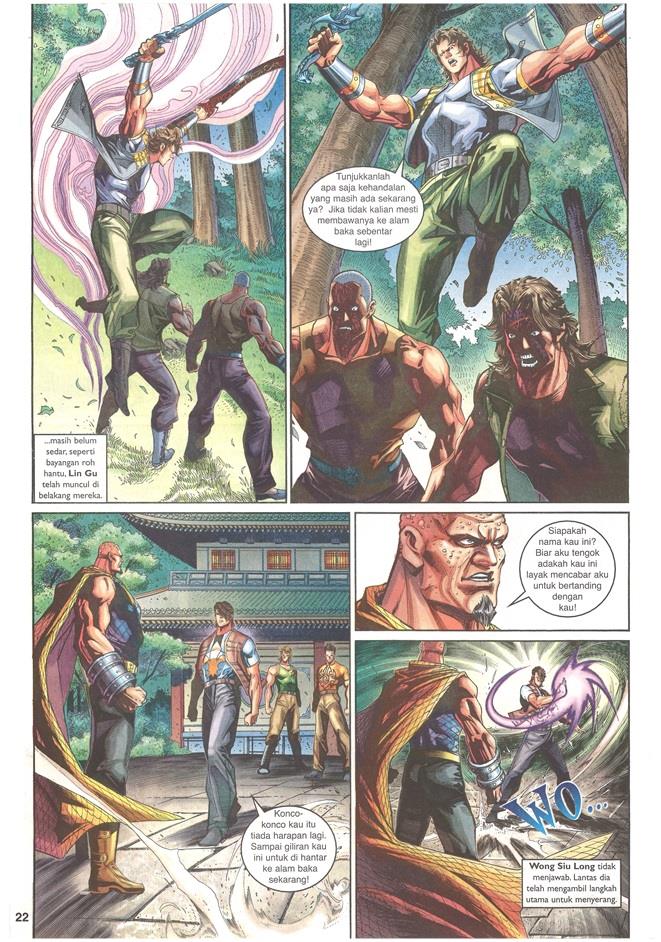 ...masih belum
sedar, seperti
bayangan roh
hantu, Lin Gu
telah muncul di
belakang mereka.
Tunjukkanlah
apa saja kehandalan
yang masih ada sekarang
ya? Jika tidak kalian mesti
membawanya ke alam
baka sebentar
lagi!
Konco-
konco kau itu
tiada harapan lagi.
Sampai giliran kau
ini untuk di hantar
ke alam baka
sekarang!
Siapakah
nama kau ini?
Biar aku tengok
adakah kau ini
layak mencabar aku
untuk bertanding
dengan
kau!
WO...
Wong Siu Long tidak
menjawab. Lantas dia
telah mengambil langkah
utama untuk menyerang.
22